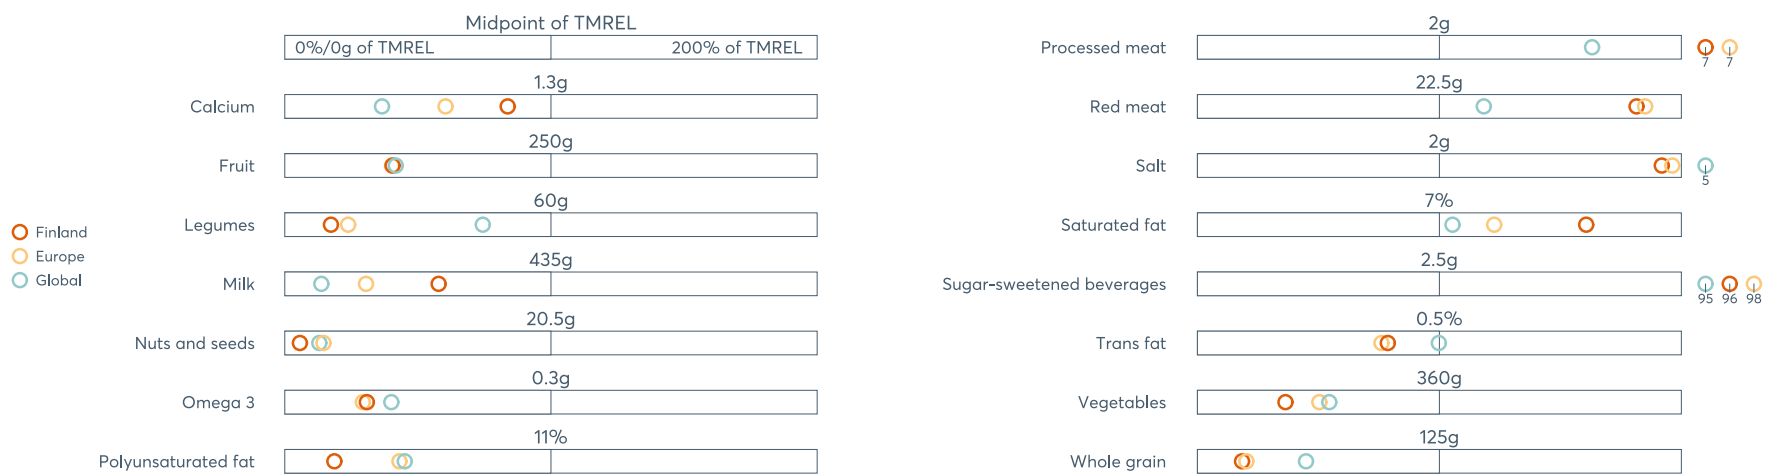 Midpoint of TMREL
0%/0g of TMREL
200% of TMREL
1.3g
Calcium
250g
Fruit
60g
Legumes
435g
Milk
20.5g
Nuts and seeds
0.3g
Omega 3
11%
Polyunsaturated fat
Finland
Europe
Global
2g
Processed meat
7 7
22.5g
Red meat
2g
Salt
5
7%
Saturated fat
2.5g
Sugar-sweetened beverages
95 96 98
0.5%
Trans fat
360g
Vegetables
125g
Whole grain